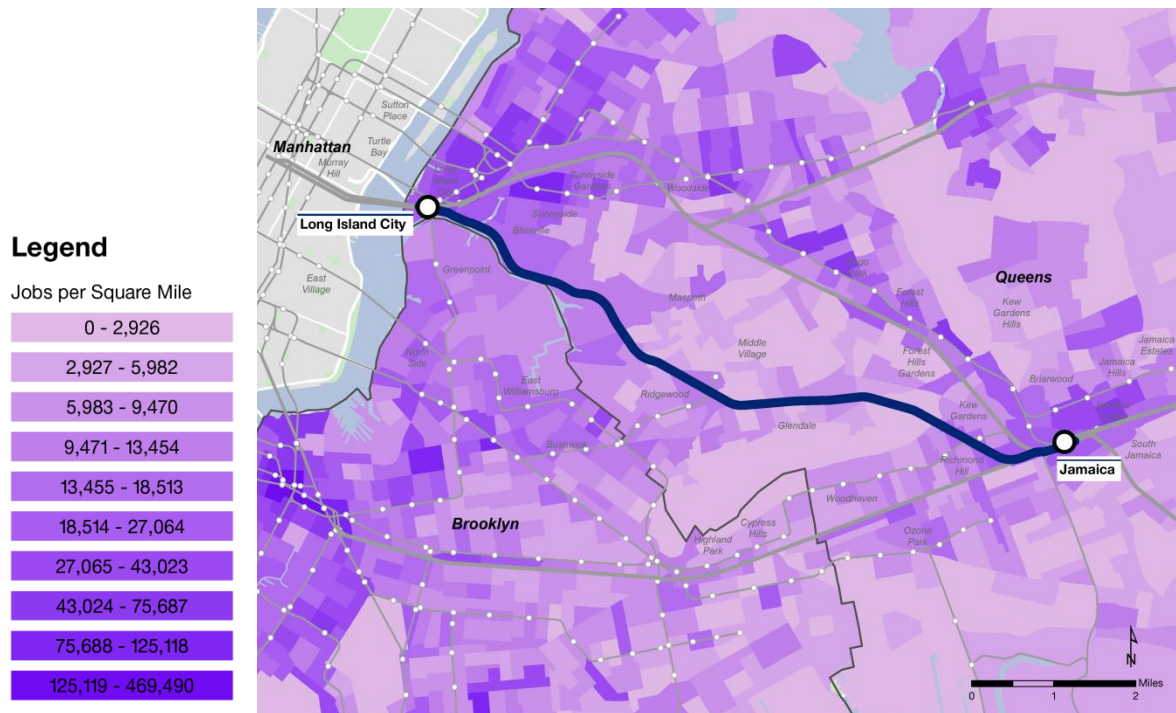 Legend
Jobs per Square Mile
0 - 2,926
2,927 - 5,982
5,983 - 9,470
9,471 - 13,454
13,455 - 18,513
18,514 - 27,064
27,065 - 43,023
43,024 - 75,687
75,688 - 125,118
125,119 - 469,490
Sutton
Place
Manhattan
Turtle
Bay
Murray
Hill
Long Island City
East
Village
Sunnyside
Gardens
Woodside
Sunnyside
Blissville
Greenpoint
Maspeth
Queens
Kew
Gardens
Hills
Forest
Hills
Forest
Hills
Gardens
Middle
Village
North
Side
East
Williamsburg
Ridgewood
Bushwick
Glendale
Kew
Gardens
Briarwood
Jamaica
Hills
Jamaica
Estates
Richmond
Hill
Jamaica
South
Jamaica
Woodhaven
Brooklyn
Cypress
Hills
Highland
Park
Ozone
Park
N
Miles
0 1 2